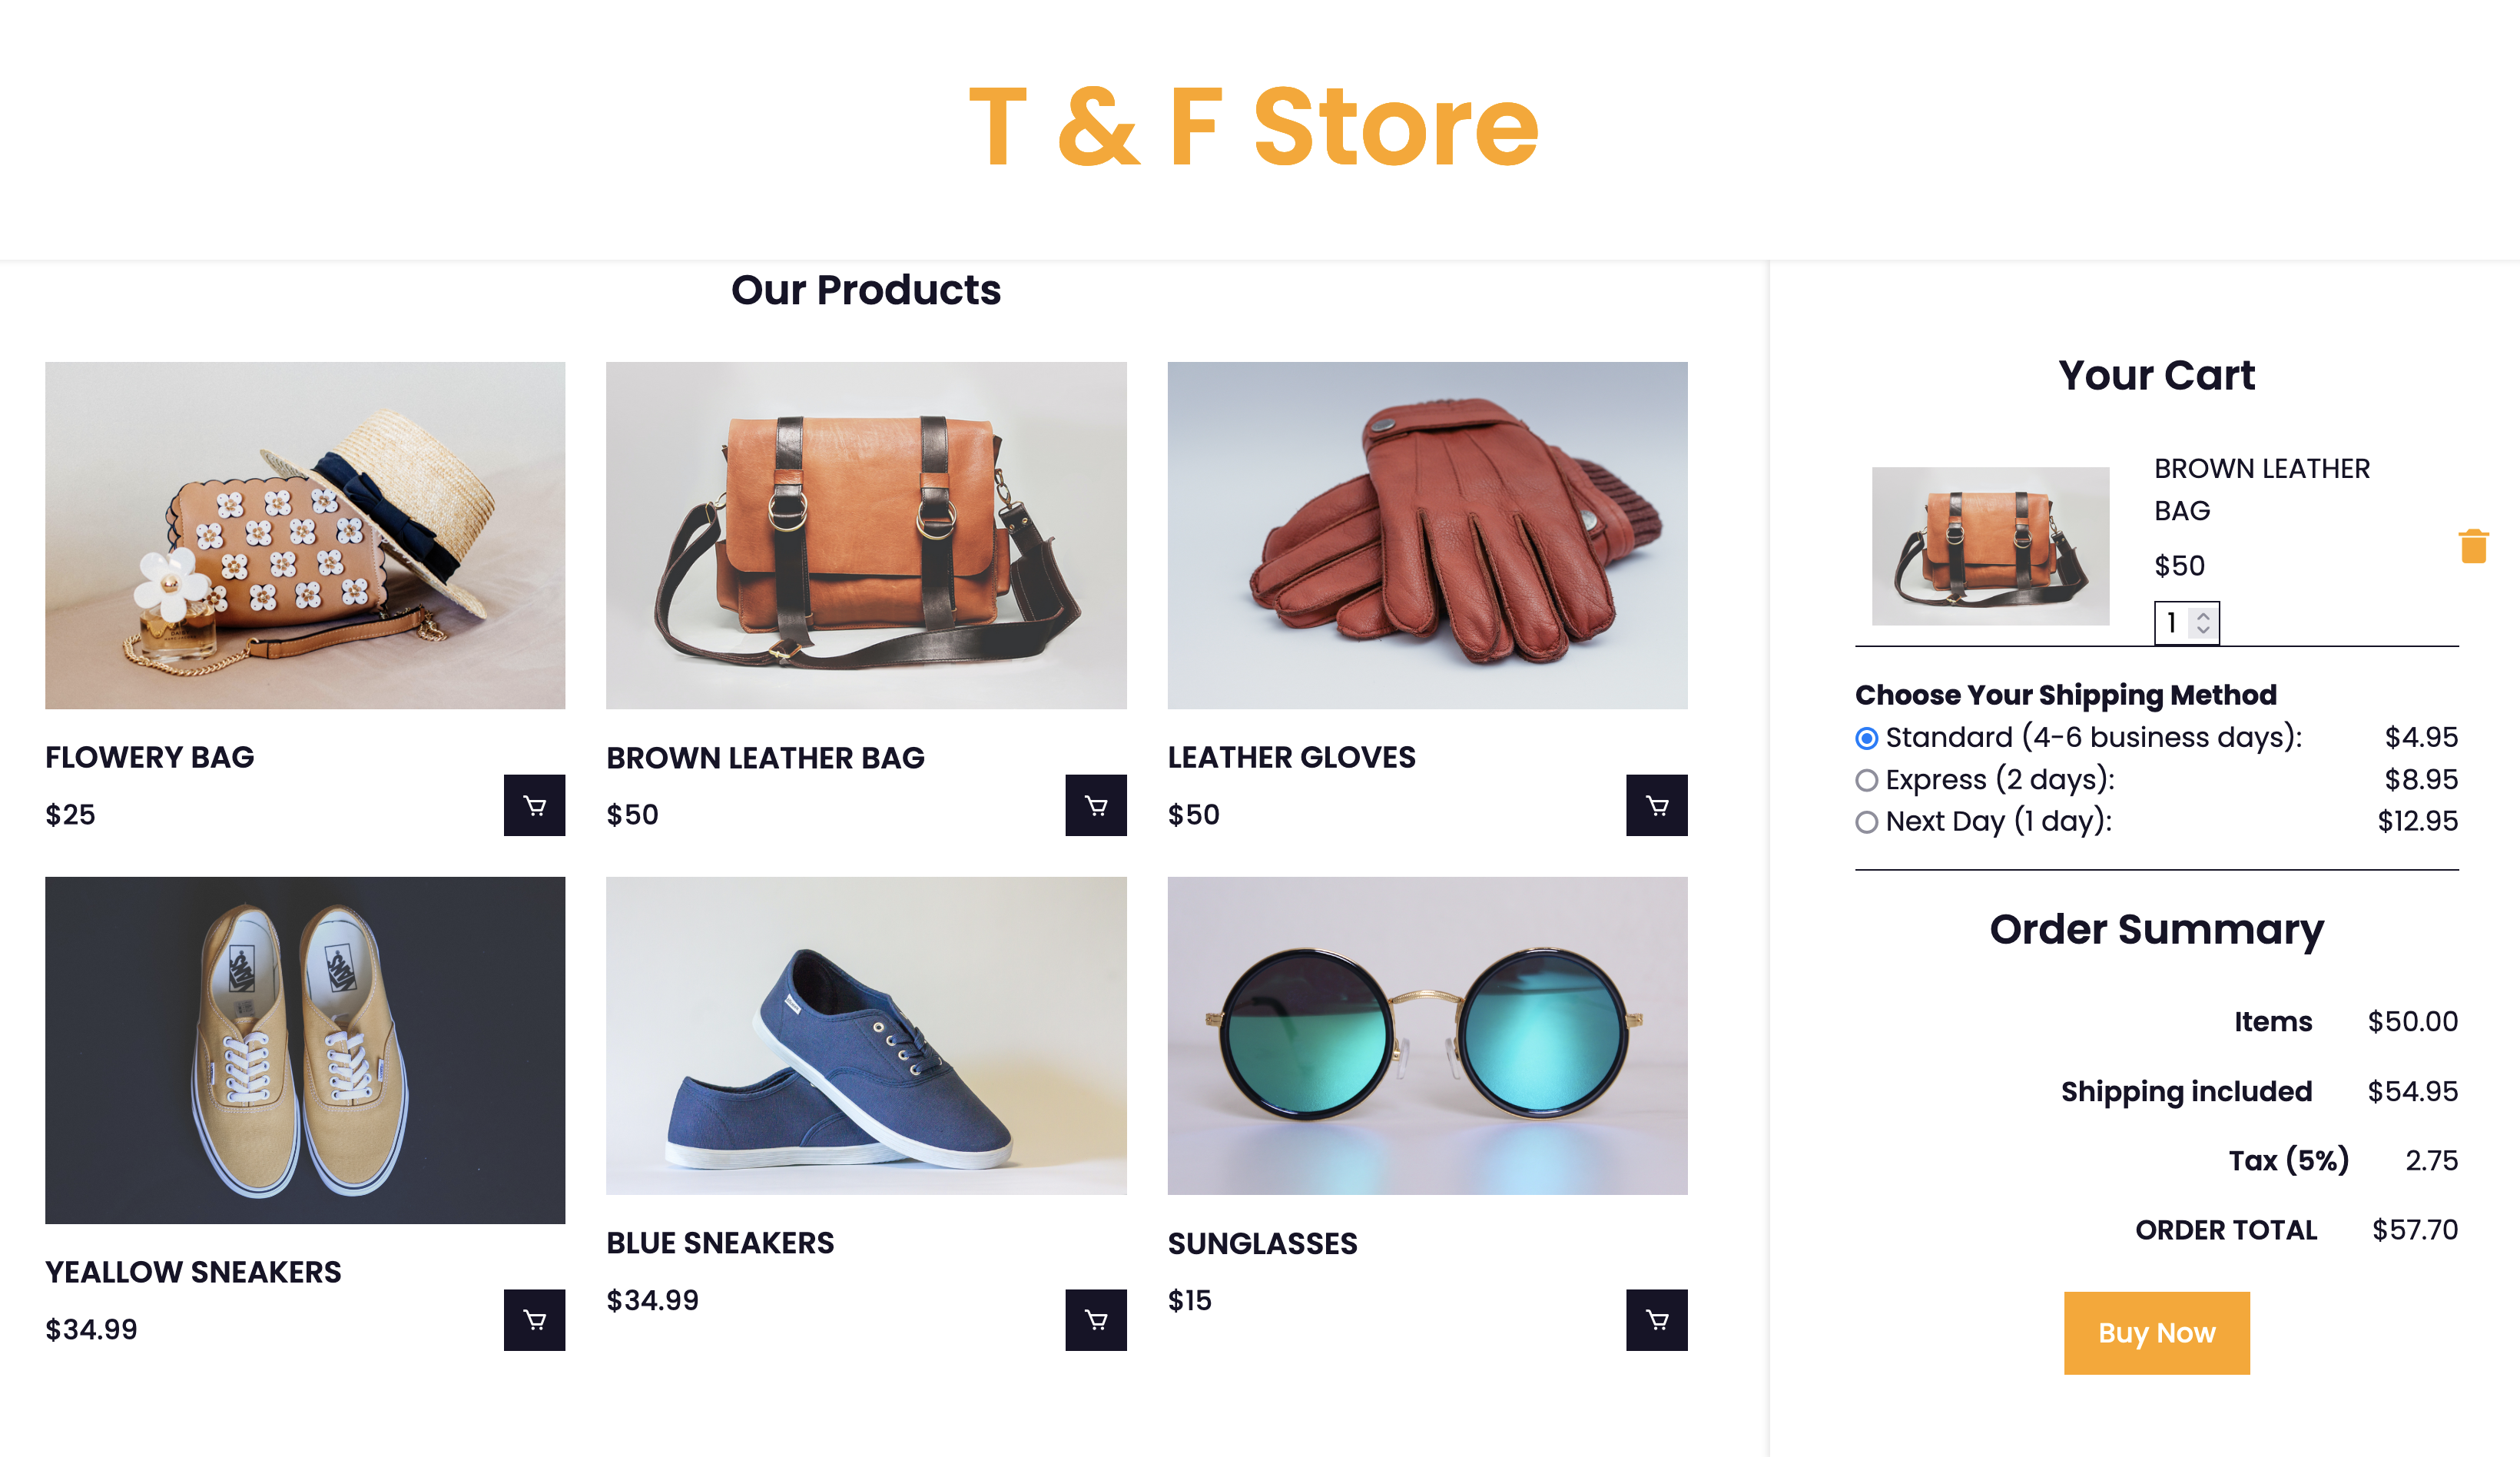 T & F Store
Our Products
FLOWERY BAG
$25
BROWN LEATHER BAG
$50
LEATHER GLOVES
$50
VANS
VANS
YEALLOW SNEAKERS
$34.99
BLUE SNEAKERS
$34.99
SUNGLASSES
$15
Your Cart
BROWN LEATHER
BAG
$50
1
Choose Your Shipping Method
Standard (4-6 business days): $4.95
Express (2 days): $8.95
Next Day (1 day): $12.95
Order Summary
Items $50.00
Shipping included $54.95
Tax (5%) 2.75
ORDER TOTAL $57.70
Buy Now